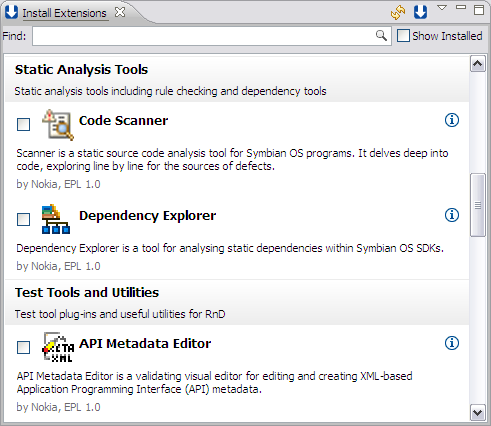 Install Extensions
Find:
Show Installed
Static Analysis Tools
Static analysis tools including rule checking and dependency tools
Code Scanner
Scanner is a static source code analysis tool for Symbian OS programs. It delves deep into
code, exploring line by line for the sources of defects.
by Nokia, EPL 1.0
Dependency Explorer
Dependency Explorer is a tool for analysing static dependencies within Symbian OS SDKs.
by Nokia, EPL 1.0
Test Tools and Utilities
Test tool plug-ins and useful utilities for RnD
API Metadata Editor
API Metadata Editor is a validating visual editor for editing and creating XML-based
Application Programming Interface (API) metadata.
by Nokia, EPL 1.0